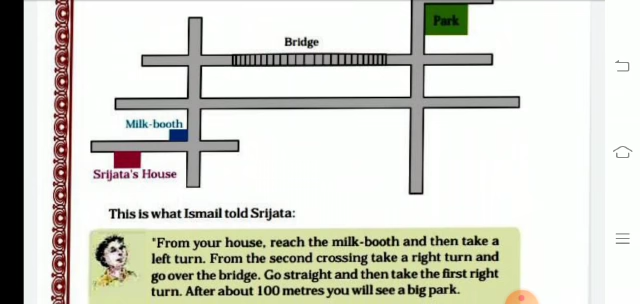 Park
Bridge
Milk-booth
Srijata's House
This is what Ismail told Srijata:
"From your house, reach the milk-booth and then take a
left turn. From the second crossing take a right turn and
go over the bridge. Go straight and then take the first right
turn. After about 100 metres you will see a big park.